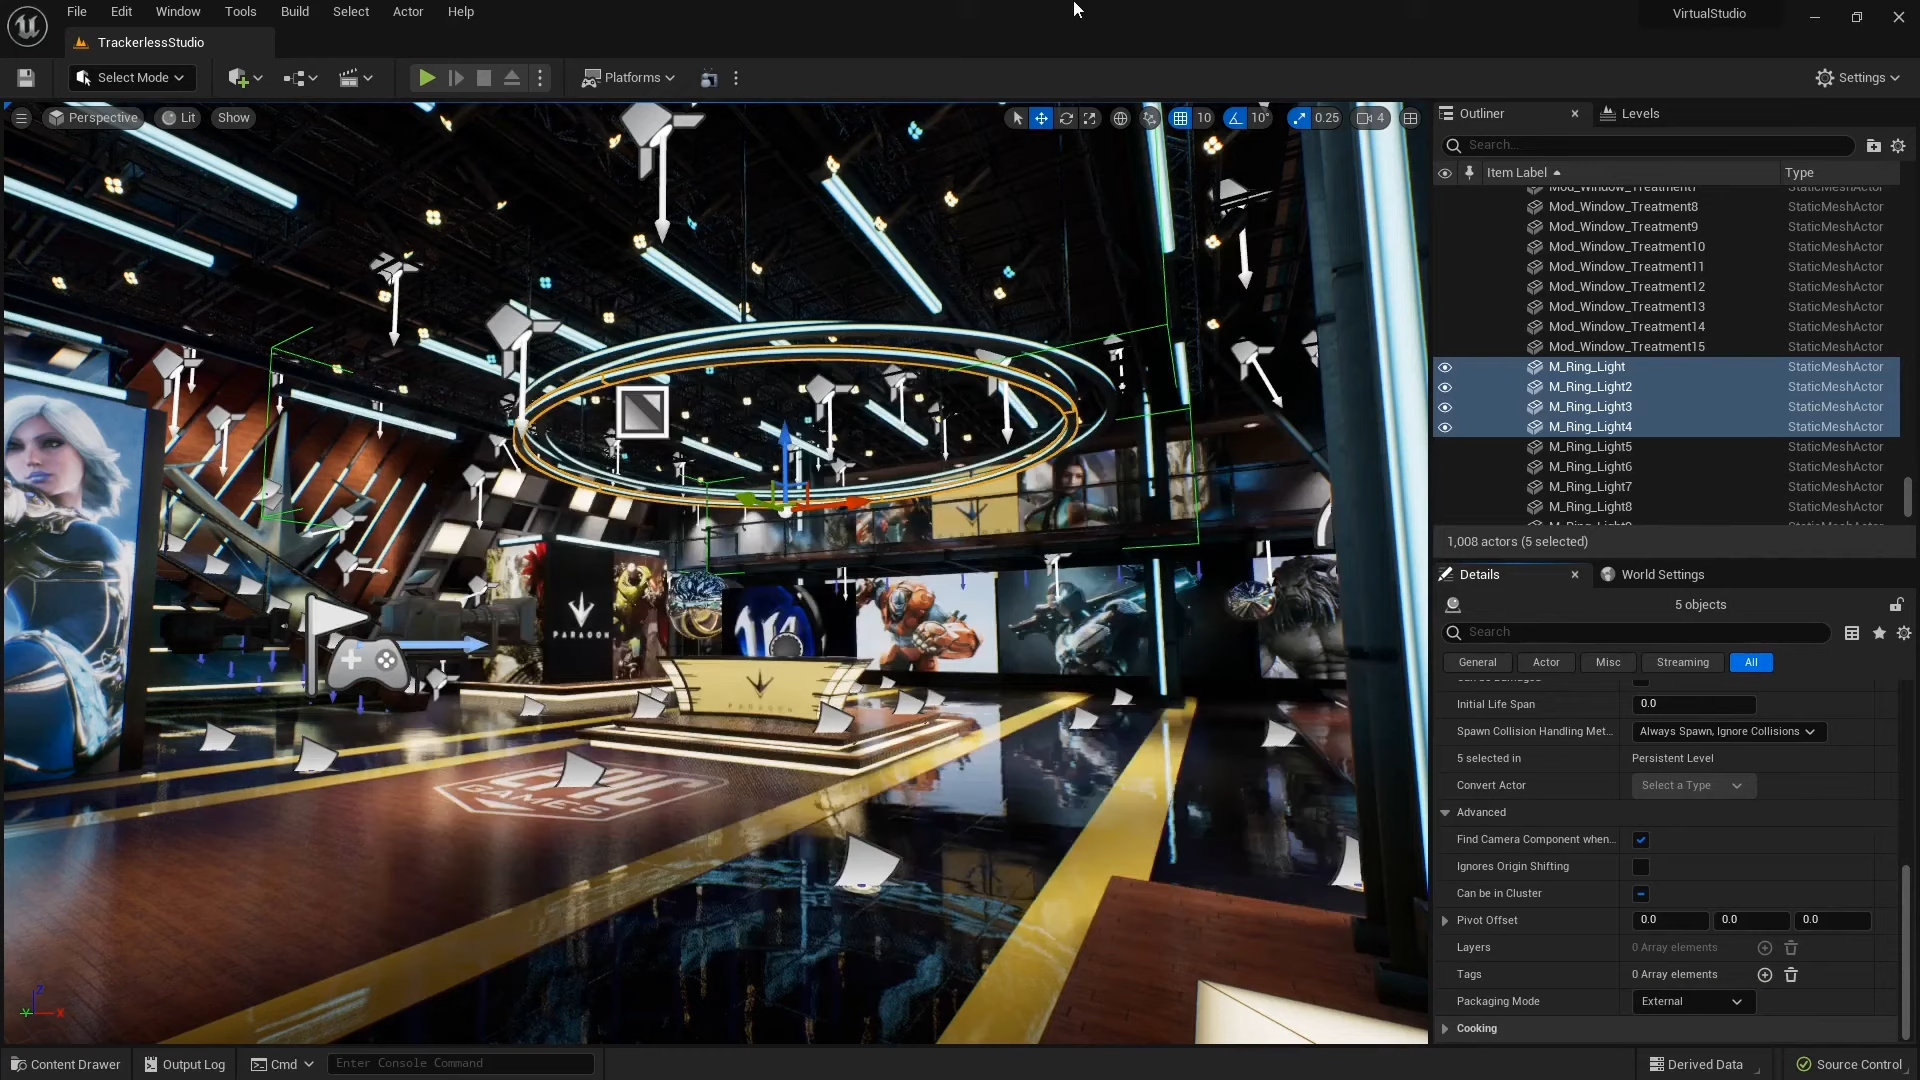 File Edit Window Tools Build Select Actor Help
VirtualStudio
TrackerlessStudio
Select Mode
Platforms
Settings
Perspective
Lit
Show
10
10°
0.25
4
Outliner
Levels
Search...
Item Label
Type
Mod_Window_Treatment7 StaticMeshActor
Mod_Window_Treatment8 StaticMeshActor
Mod_Window_Treatment9 StaticMeshActor
Mod_Window_Treatment10 StaticMeshActor
Mod_Window_Treatment11 StaticMeshActor
Mod_Window_Treatment12 StaticMeshActor
Mod_Window_Treatment13 StaticMeshActor
Mod_Window_Treatment14 StaticMeshActor
Mod_Window_Treatment15 StaticMeshActor
M_Ring_Light StaticMeshActor
M_Ring_Light2 StaticMeshActor
M_Ring_Light3 StaticMeshActor
M_Ring_Light4 StaticMeshActor
M_Ring_Light5 StaticMeshActor
M_Ring_Light6 StaticMeshActor
M_Ring_Light7 StaticMeshActor
M_Ring_Light8 StaticMeshActor
1,008 actors (5 selected)
Details
World Settings
5 objects
Search
General Actor Misc Streaming All
Initial Life Span 0.0
Spawn Collision Handling Met... Always Spawn, Ignore Collisions
5 selected in Persistent Level
Convert Actor Select a Type
Advanced
Find Camera Component when...
Ignores Origin Shifting
Can be in Cluster
Pivot Offset 0.0 0.0 0.0
Layers 0 Array elements
Tags 0 Array elements
Packaging Mode External
Cooking
PARAGON
PARAGON
EPIC
GAMES
Z
Y
X
Content Drawer
Output Log
Cmd
Enter Console Command
Derived Data
Source Control